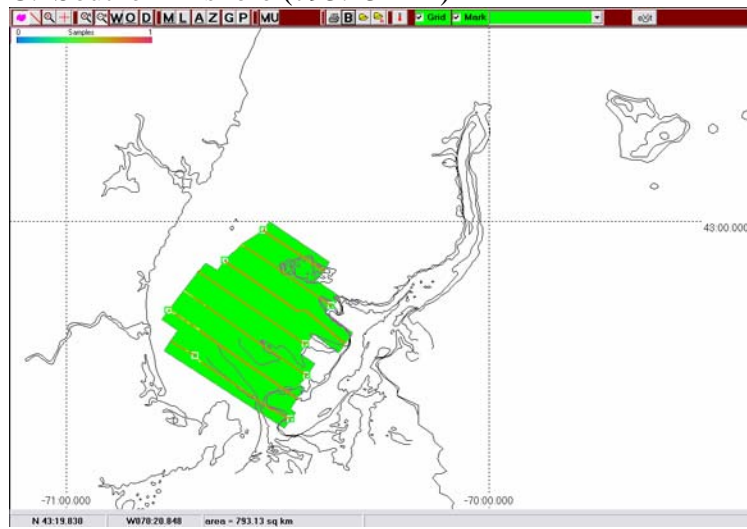 0 Samples 1
W O D M L A Z G P MU B Grid Mark eXit
43:00.000
-71:00.000 -70:00.000
N 43:19.830 W070:20.848 area = 793.13 sq km